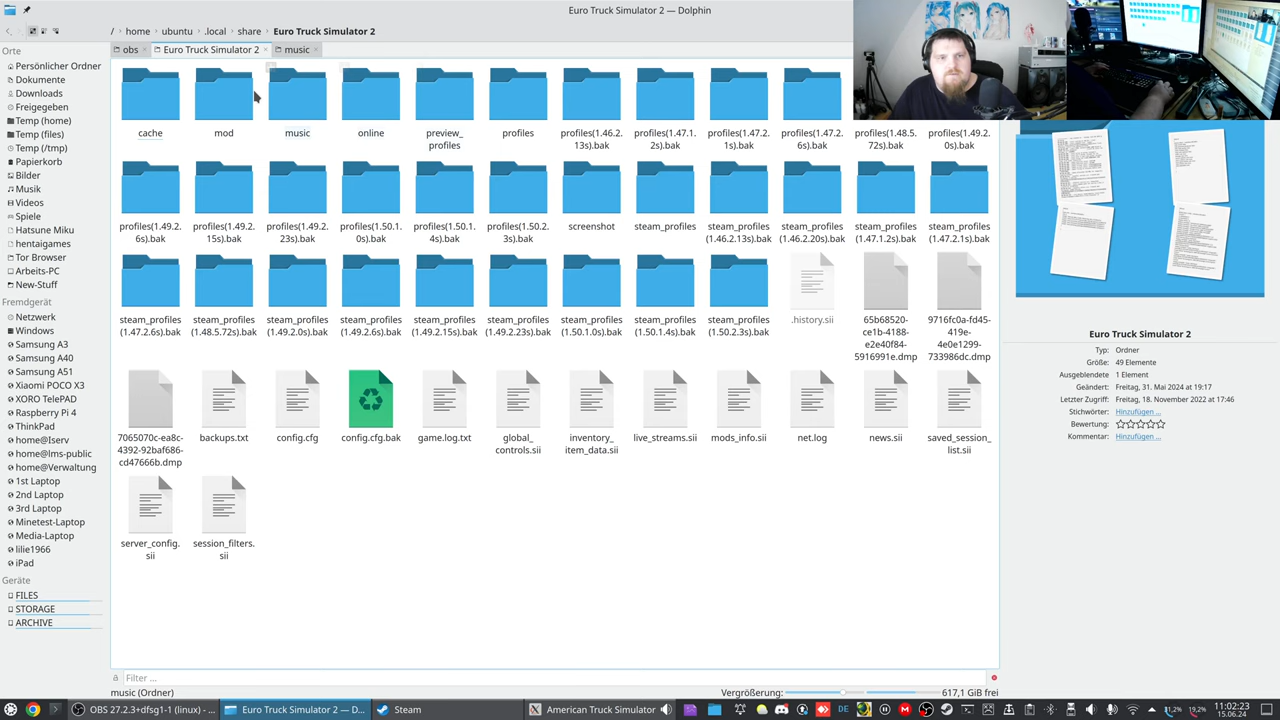 Euro Truck Simulator 2 — Dolphin
/ home › ubuntu › .local › share › Euro Truck Simulator 2
obs
Euro Truck Simulator 2
music
Orte
Persönlicher Ordner
Dokumente
Downloads
Freigegeben
Temp (home)
Temp (files)
Temp (/tmp)
Papierkorb
Bilder
Musik
Videos
Spiele
Hatsune Miku
hentaigames
Tor Browser
Arbeits-PC
New-Stuff
Fremdgerät
Netzwerk
Windows
Samsung A3
Samsung A40
Samsung A51
Xiaomi POCO X3
XORO TelePAD
Raspberry Pi 4
ThinkPad
home@Iserv
home@lms-public
home@Verwaltung
1st Laptop
2nd Laptop
3rd Laptop
Minetest-Laptop
Media-Laptop
lilie1966
iPad
Geräte
FILES
STORAGE
ARCHIVE
cache
mod
music
online
preview_
profiles
profiles
profiles(1.46.2.
13s).bak
profiles(1.47.1.
2s).bak
profiles(1.47.2.
1s).bak
profiles(1.47.2.
6s).bak
profiles(1.48.5.
72s).bak
profiles(1.49.2.
0s).bak
profiles(1.49.2.
6s).bak
profiles(1.49.2.
15s).bak
profiles(1.49.2.
23s).bak
profiles(1.50.1.
0s).bak
profiles(1.50.1.
4s).bak
profiles(1.50.2.
3s).bak
screenshot
steam_profiles
steam_profiles
(1.46.2.13s).bak
steam_profiles
(1.46.2.20s).bak
steam_profiles
(1.47.1.2s).bak
steam_profiles
(1.47.2.1s).bak
steam_profiles
(1.47.2.6s).bak
steam_profiles
(1.48.5.72s).bak
steam_profiles
(1.49.2.0s).bak
steam_profiles
(1.49.2.6s).bak
steam_profiles
(1.49.2.15s).bak
steam_profiles
(1.49.2.23s).bak
steam_profiles
(1.50.1.0s).bak
steam_profiles
(1.50.1.4s).bak
steam_profiles
(1.50.2.3s).bak
.history.sii
65b68520-
ce1b-4188-
e2e40f84-
5916991e.dmp
9716fc0a-fd45-
419e-
4e0e1299-
733986dc.dmp
7065070c-ea8c-
4392-92baf686-
cd47666b.dmp
backups.txt
config.cfg
config.cfg.bak
game.log.txt
global_
controls.sii
inventory_
item_data.sii
live_streams.sii
mods_info.sii
net.log
news.sii
saved_session_
list.sii
server_config.
sii
session_filters.
sii
Euro Truck Simulator 2
Typ: Ordner
Größe: 49 Elemente
Ausgeblendete 1 Element
Geändert: Freitag, 31. Mai 2024 at 19:17
Letzter Zugriff: Freitag, 18. November 2022 at 17:46
Stichwörter: Hinzufügen ...
Bewertung:
Kommentar: Hinzufügen ...
Filter ...
music (Ordner)
Vergrößerung:
617,1 GiB frei
OBS 27.2.3+dfsg1-1 (linux) - ...
Euro Truck Simulator 2 — D...
Steam
American Truck Simulator
DE
31,2%
19,2%
11:02:23
15.06.24